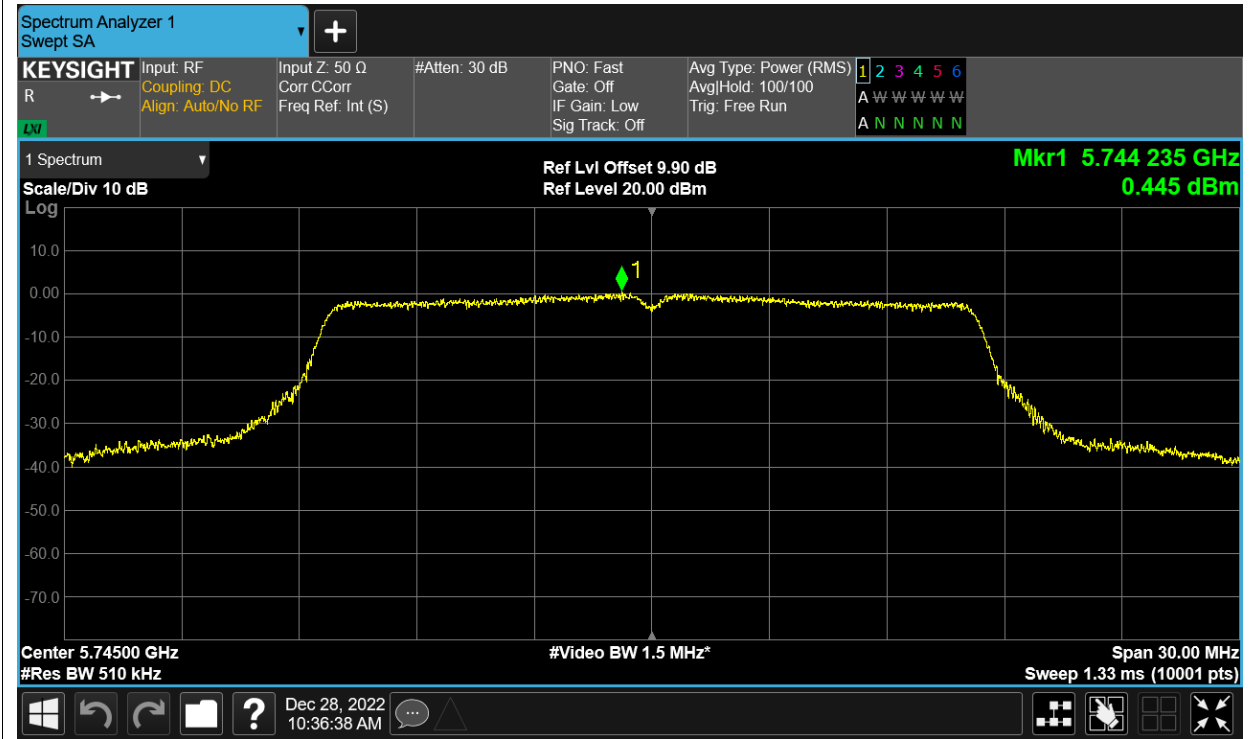 Spectrum Analyzer 1
Swept SA
KEYSIGHT
R
LXI
Input: RF
Coupling: DC
Align: Auto/No RF
Input Z: 50 Ω
Corr CCorr
Freq Ref: Int (S)
#Atten: 30 dB
PNO: Fast
Gate: Off
IF Gain: Low
Sig Track: Off
Avg Type: Power (RMS)
Avg|Hold: 100/100
Trig: Free Run
1 2 3 4 5 6
A W W W W W
A N N N N N
1 Spectrum
Scale/Div 10 dB
Log
Ref Lvl Offset 9.90 dB
Ref Level 20.00 dBm
Mkr1 5.744 235 GHz
0.445 dBm
10.0
1
0.00
-10.0
-20.0
-30.0
-40.0
-50.0
-60.0
-70.0
Center 5.74500 GHz
#Video BW 1.5 MHz*
Span 30.00 MHz
#Res BW 510 kHz
Sweep 1.33 ms (10001 pts)
?
Dec 28, 2022
10:36:38 AM